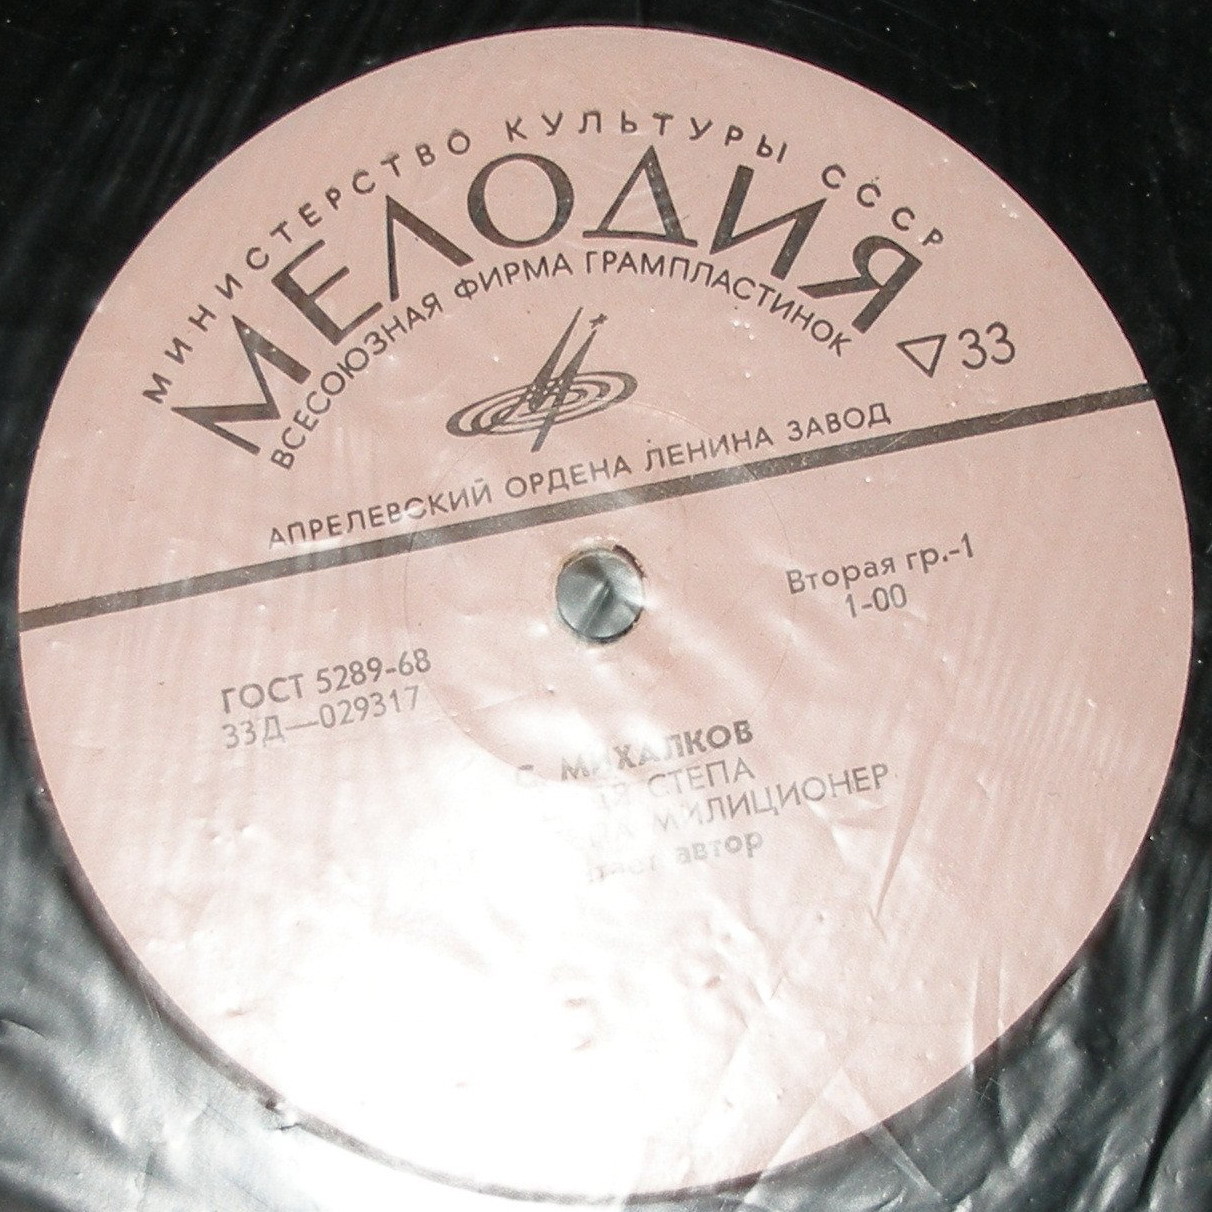 МИНИСТЕРСТВО КУЛЬТУРЫ СССР
МЕЛОДИЯ
ВСЕСОЮЗНАЯ ФИРМА ГРАМПЛАСТИНОК
33
АПРЕЛЕВСКИЙ ОРДЕНА ЛЕНИНА ЗАВОД
Вторая гр.-1
1-00
ГОСТ 5289-68
33Д—029317
С. МИХАЛКОВ
СТЕПА
МИЛИЦИОНЕР
автор